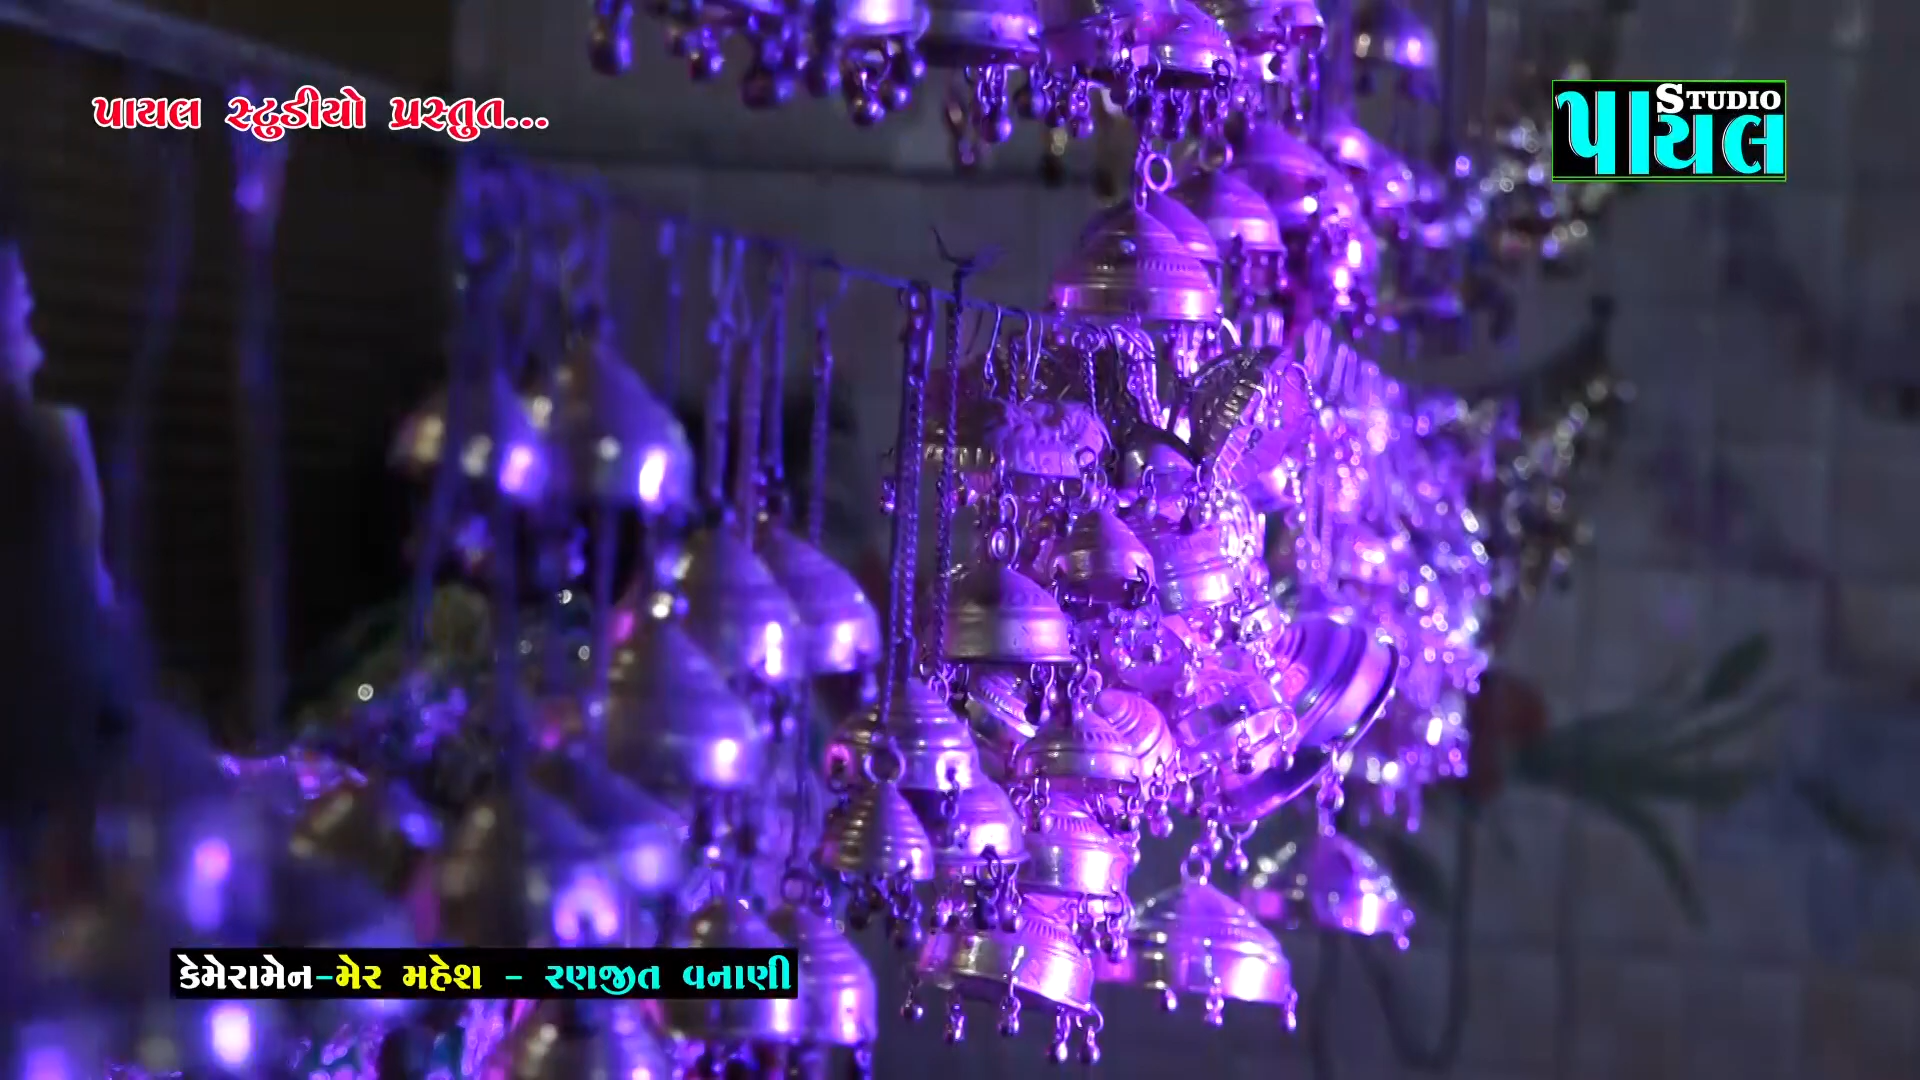 પાયલ સ્ટુડીયો પ્રસ્તુત...
STUDIO
પાયલ
કેમેરામેન-મેર મહેશ - રણજીત વનાણી